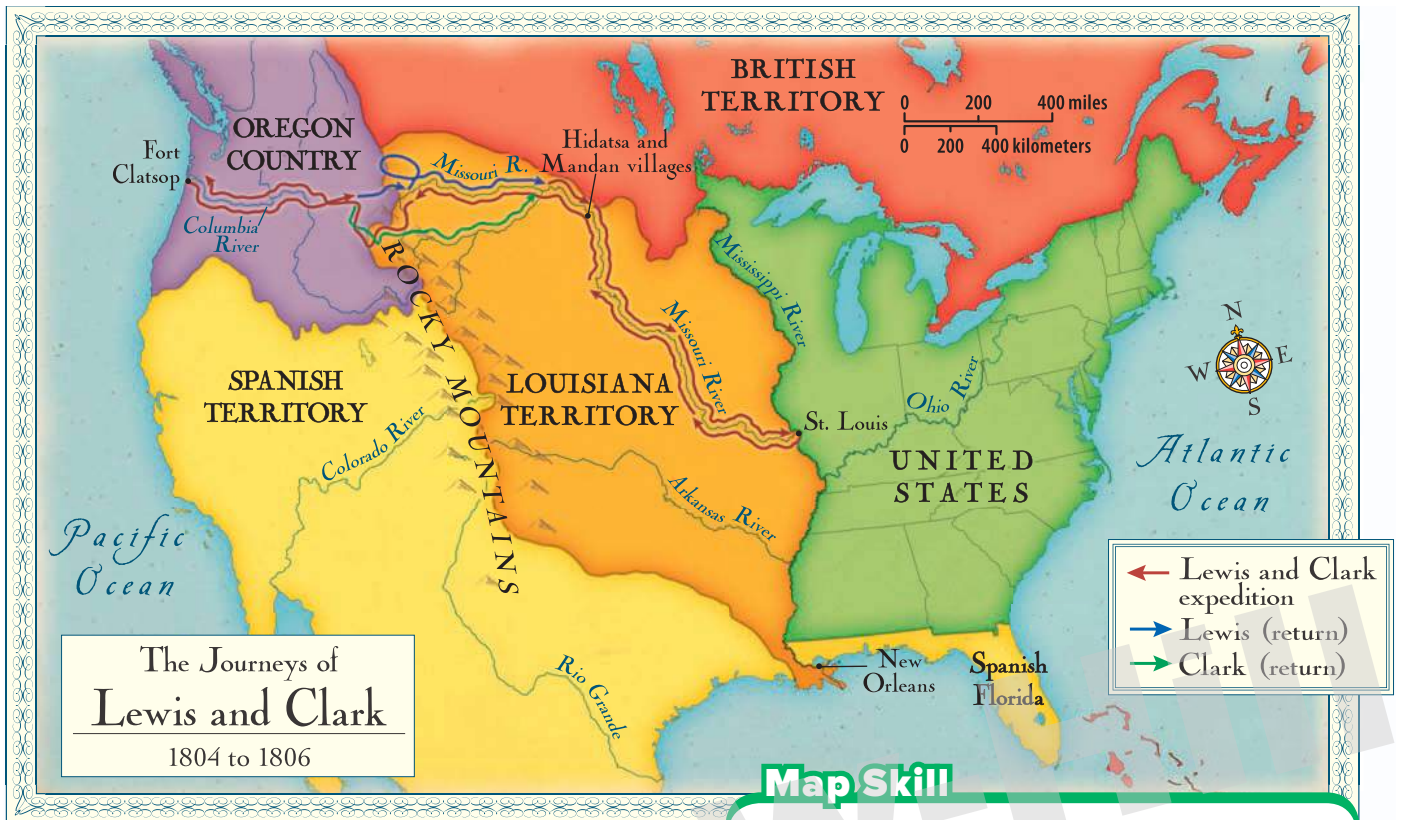 BRITISH
TERRITORY
0 200 400 miles
0 200 400 kilometers
OREGON
COUNTRY
Hidatsa and
Mandan villages
Fort
Clatsop
Missouri R.
Columbia
River
ROCKY MOUNTAINS
Mississippi River
Missouri River
N
W E
S
SPANISH
TERRITORY
LOUISIANA
TERRITORY
Ohio River
St. Louis
Colorado River
UNITED
STATES
Atlantic
Ocean
Arkansas River
Pacific
Ocean
Lewis and Clark
expedition
Lewis (return)
Clark (return)
New
Orleans
Spanish
Florida
Rio Grande
The Journeys of
Lewis and Clark
1804 to 1806
Map Skill